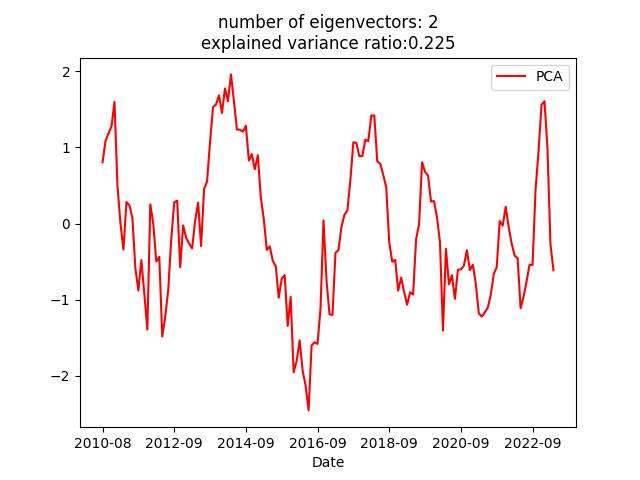 number of eigenvectors: 2
explained variance ratio:0.225
PCA
2
1
0
−1
−2
2010-08 2012-09 2014-09 2016-09 2018-09 2020-09 2022-09
Date